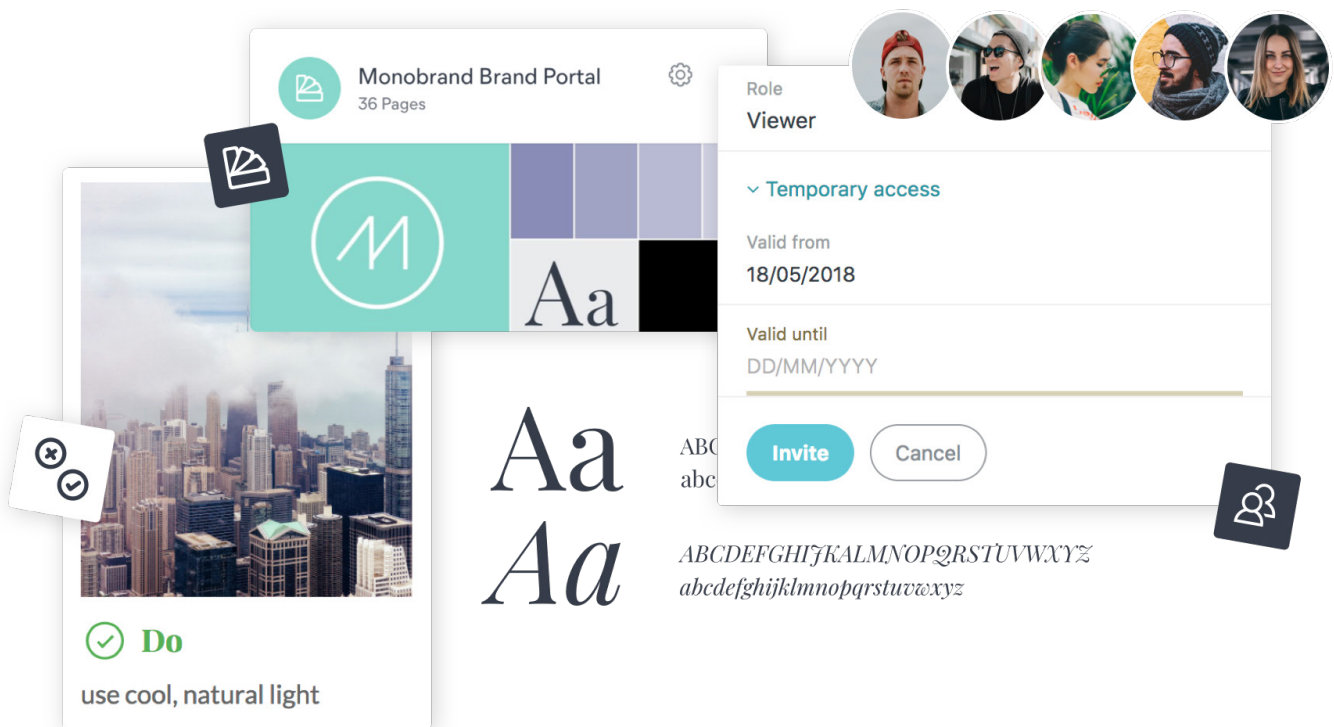 Monobrand Brand Portal
36 Pages
Aa
Role
Viewer
Temporary access
Valid from
18/05/2018
Valid until
DD/MM/YYYY
Invite
Cancel
Aa
ABC
abc
Aa
ABCDEFGHIJKALMNOPQRSTUVWXYZ
abcdefghijklmnopqrstuvwxyz
Do
use cool, natural light